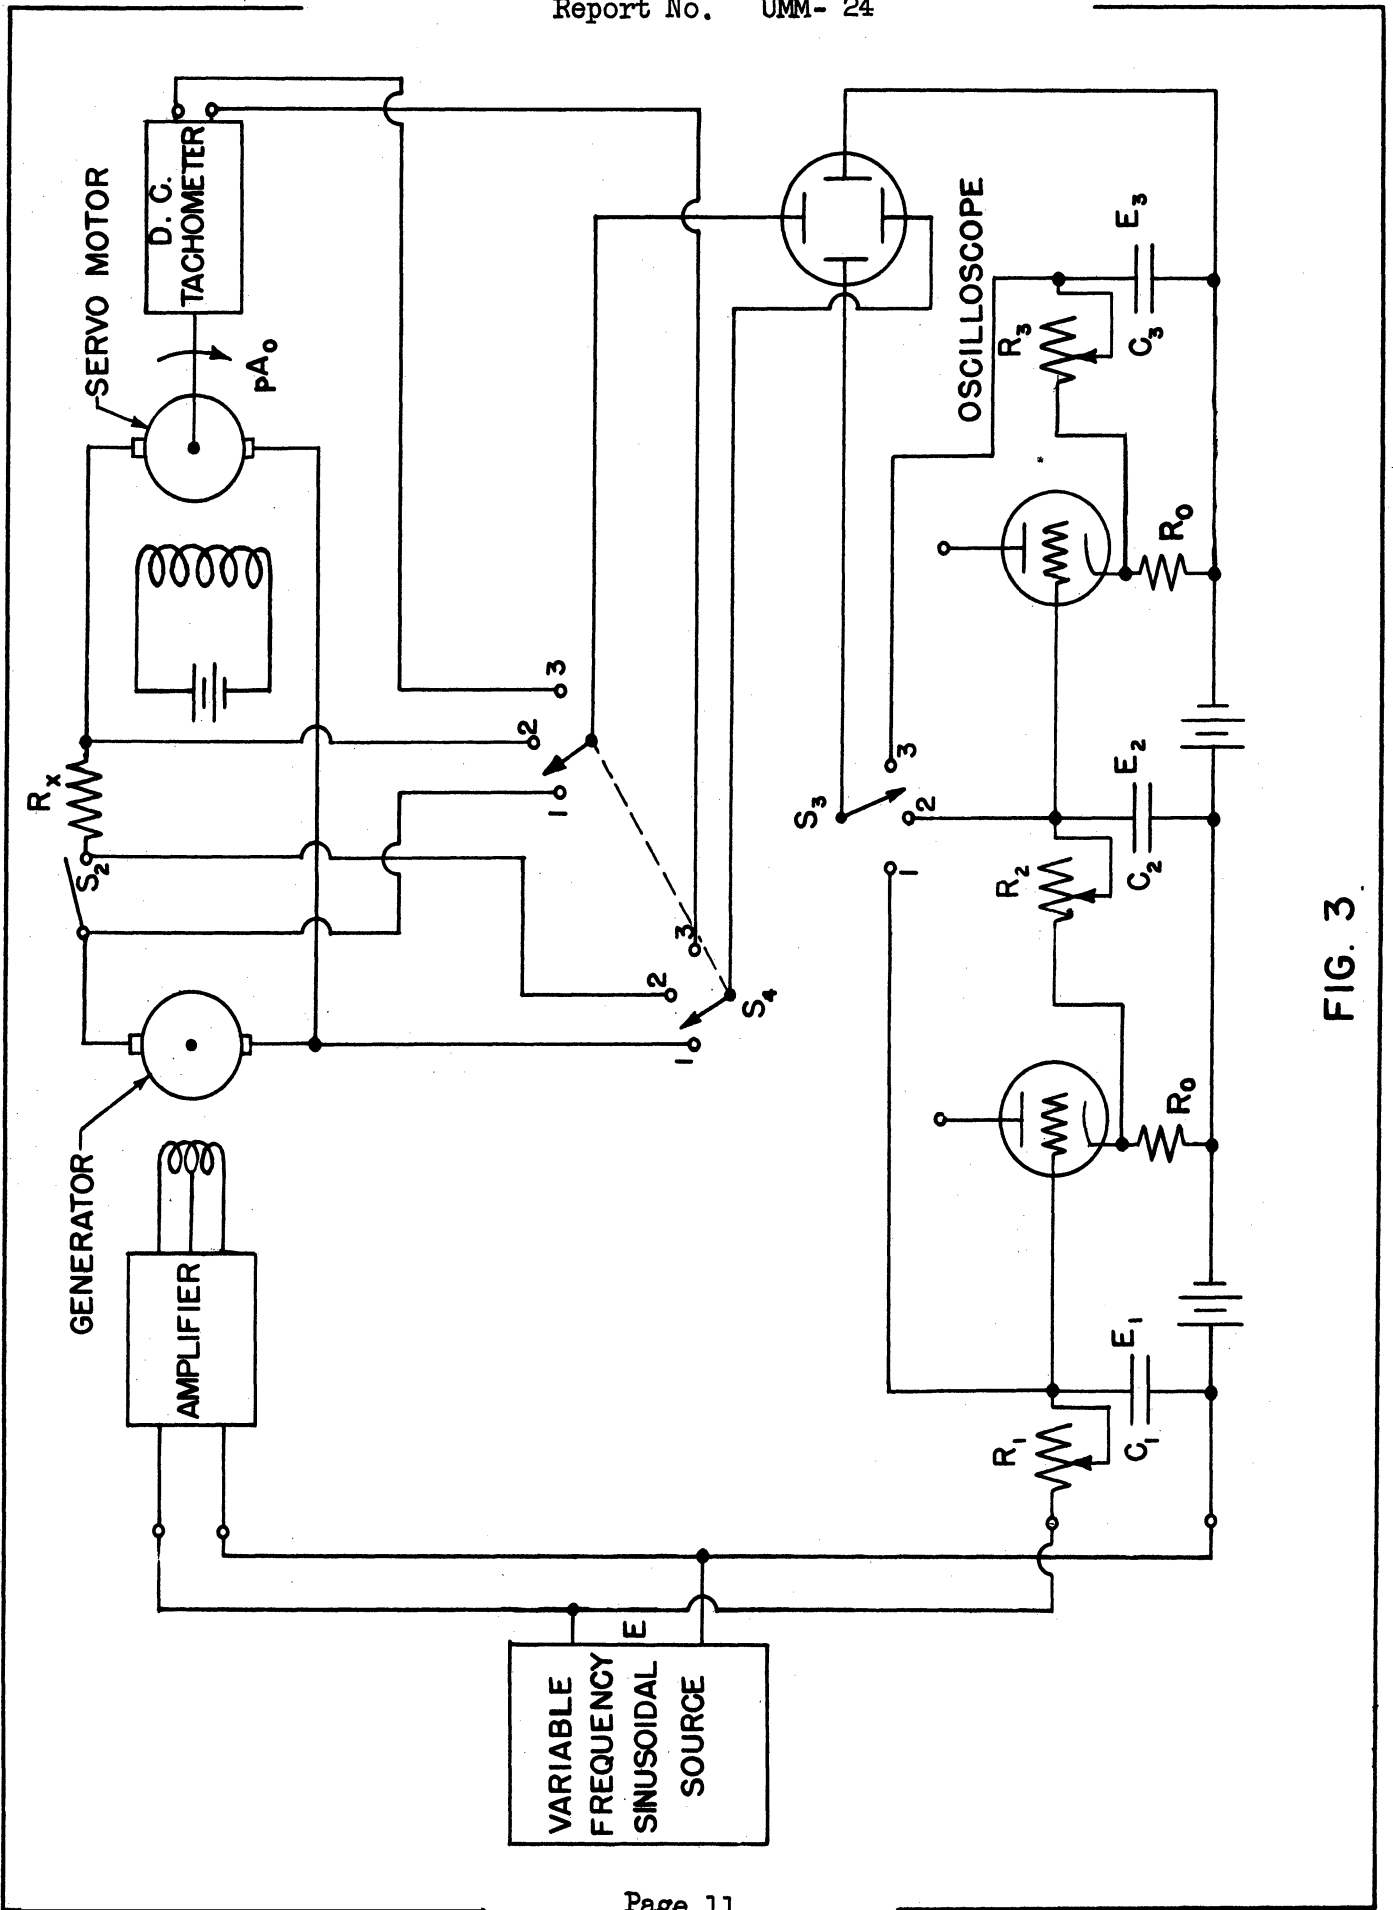 Report No. UMM- 24
SERVO MOTOR
D. C.
TACHOMETER
pA₀
Rₓ
S₂
GENERATOR
AMPLIFIER
1
2
3
1
2
3
S₄
VARIABLE
FREQUENCY
SINUSOIDAL
SOURCE
E
OSCILLOSCOPE
S₃
1
2
3
R₁
C₁
E₁
R₀
R₂
C₂
E₂
R₀
R₃
C₃
E₃
FIG. 3
Page 11